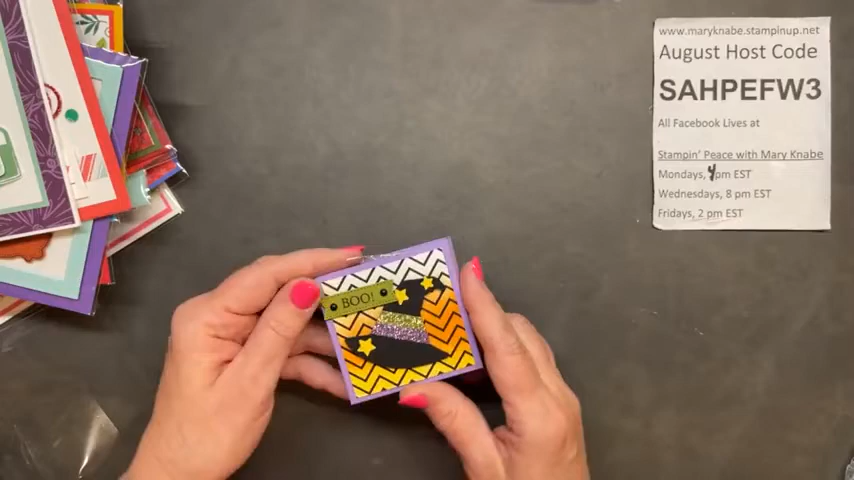 www.maryknabe.stampinup.net
August Host Code
SAHPEFW3
All Facebook Lives at
Stampin' Peace with Mary Knabe
Mondays, 4pm EST
Wednesdays, 8 pm EST
Fridays, 2 pm EST
BOO!